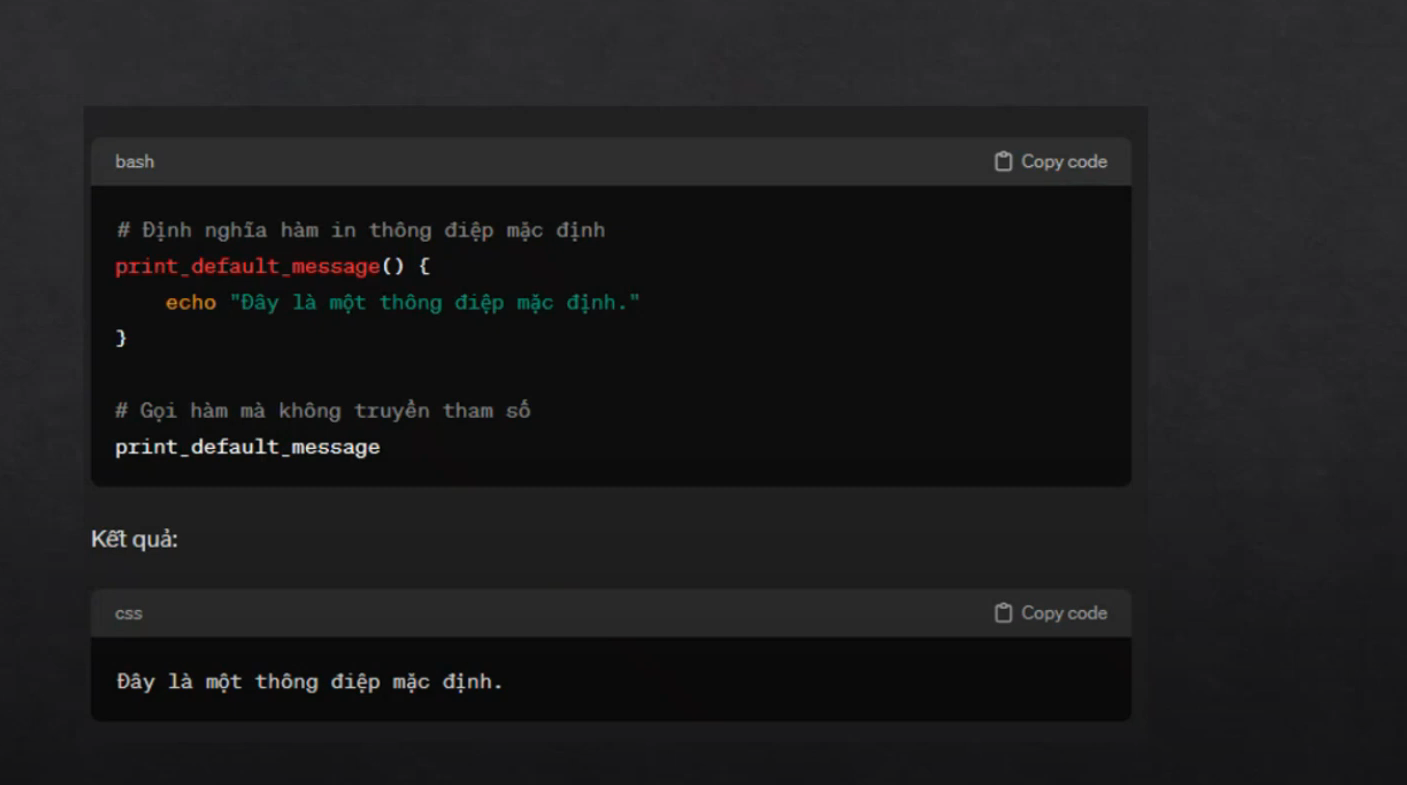 bash
Copy code
# Định nghĩa hàm in thông điệp mặc định
print_default_message() {
    echo "Đây là một thông điệp mặc định."
}
# Gọi hàm mà không truyền tham số
print_default_message
Kết quả:
css
Copy code
Đây là một thông điệp mặc định.